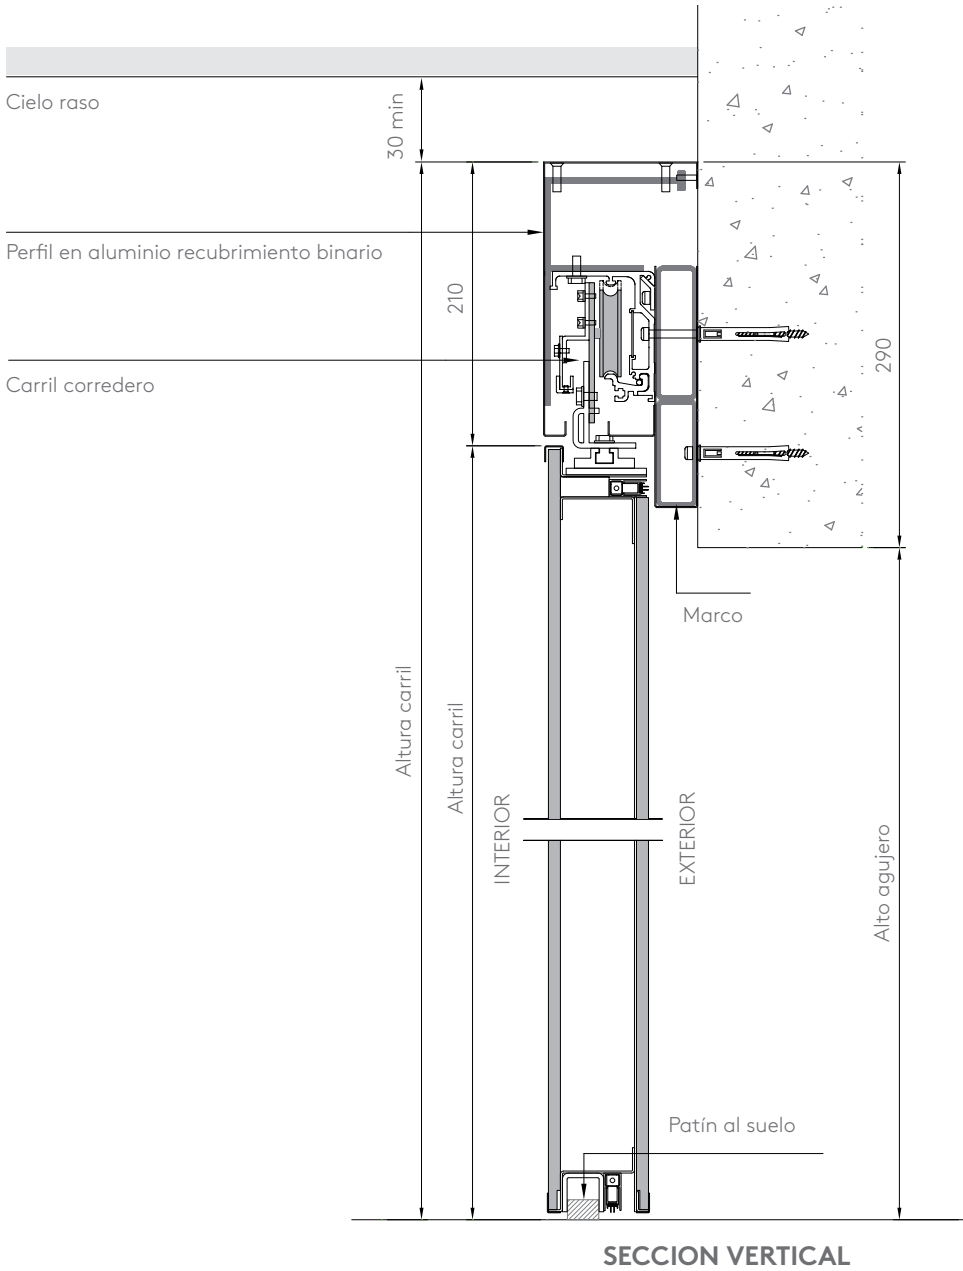 Cielo raso
30 min
Perfil en aluminio recubrimiento binario
210
290
Carril corredero
Marco
Altura carril
Altura carril
INTERIOR
EXTERIOR
Alto agujero
Patín al suelo
SECCION VERTICAL